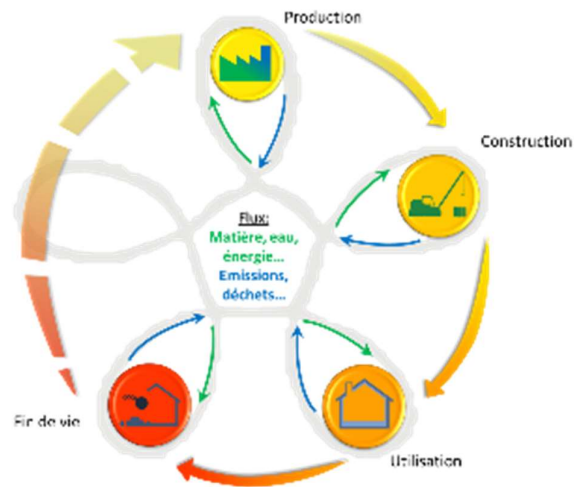 Production
Construction
Flux:
Matière, eau,
énergie...
Emissions,
déchets...
Fin de vie
Utilisation